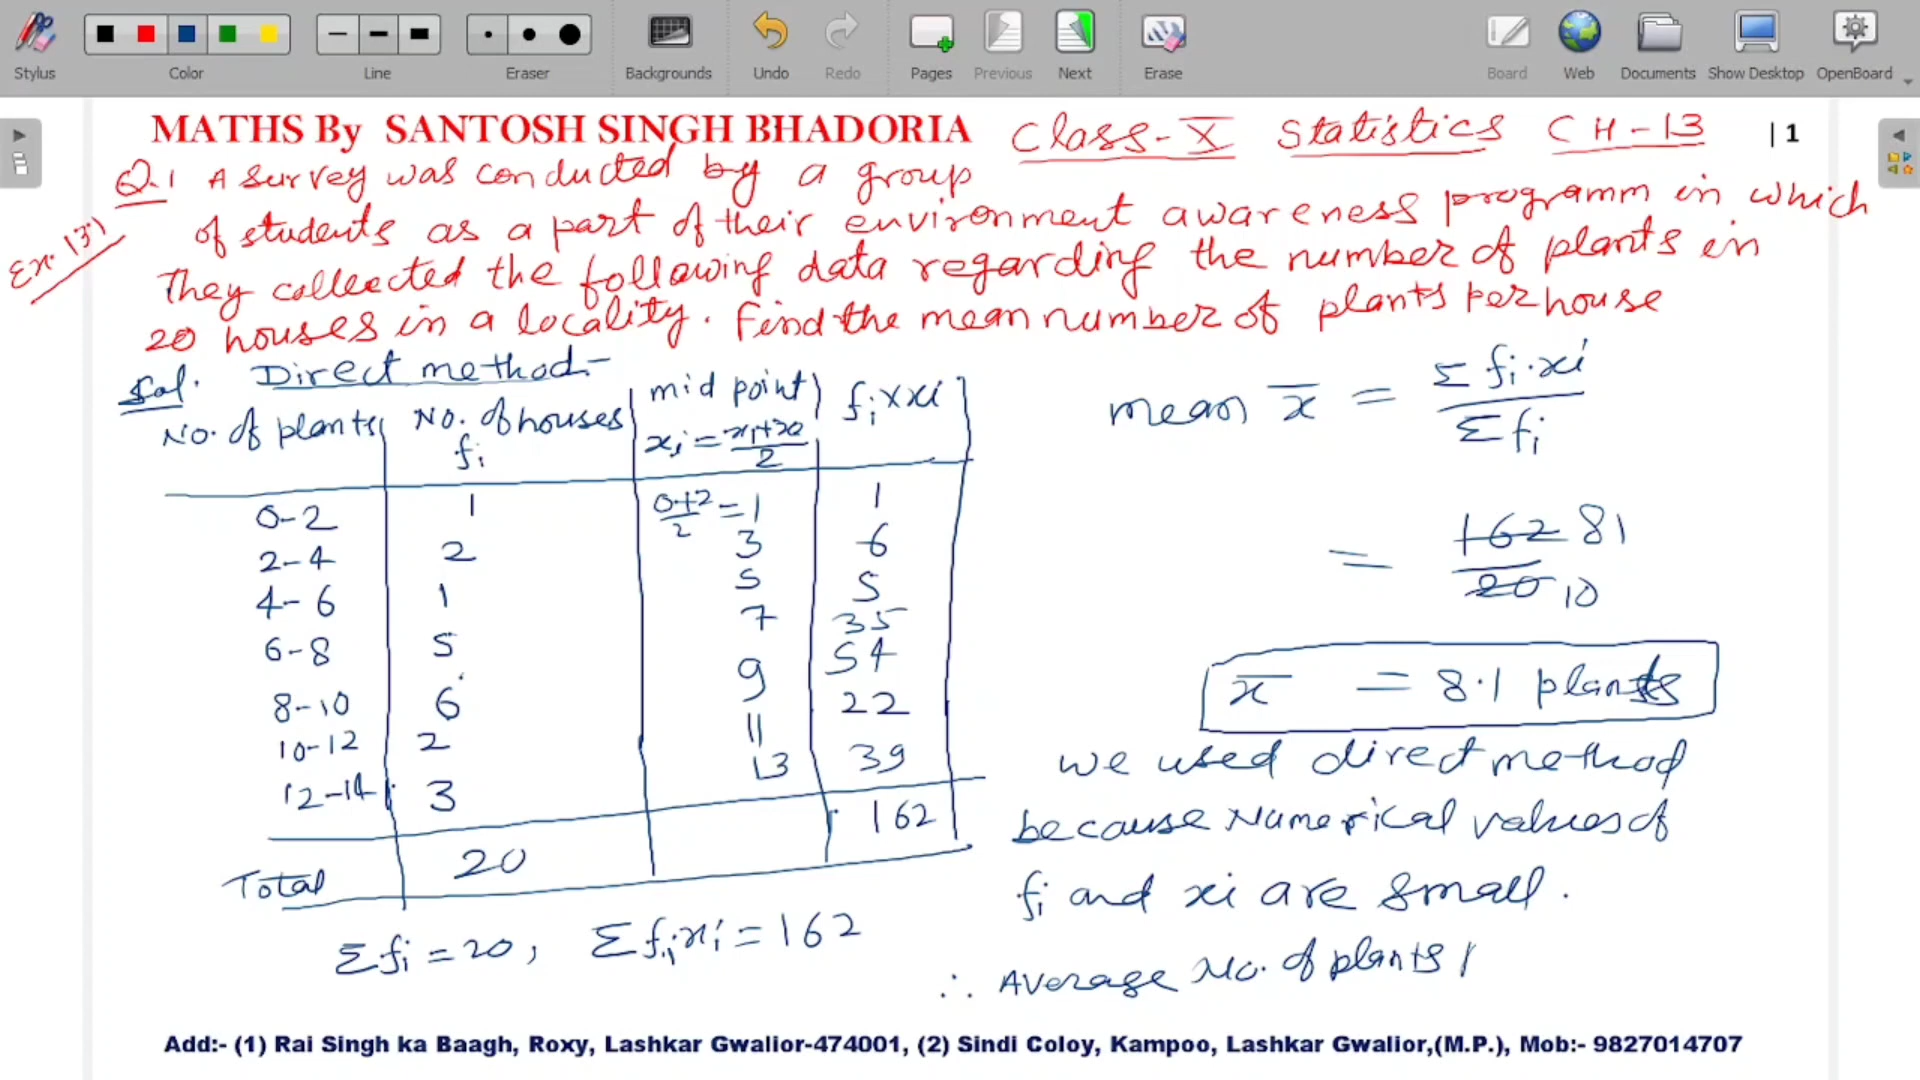 Stylus Color Line Eraser Backgrounds Undo Redo Pages Previous Next Erase Board Web Documents Show Desktop OpenBoard
MATHS By SANTOSH SINGH BHADORIA Class-X Statistics CH-13 | 1
Ex. 13.1
Q.1 A survey was conducted by a group
of students as a part of their environment awareness programm in which
they collected the following data regarding the number of plants in
20 houses in a locality. Find the mean number of plants per house
Sol. Direct method:-
No. of plants | No. of houses fi | mid point xi = x1+x2/2 | fi×xi
0-2 | 1 | 0+2/2 = 1 | 1
2-4 | 2 | 3 | 6
4-6 | 1 | 5 | 5
6-8 | 5 | 7 | 35
8-10 | 6 | 9 | 54
10-12 | 2 | 11 | 22
12-14 | 3 | 13 | 39
Total | 20 | | 162
Σfi = 20, Σfixi = 162
mean x̄ = Σfi·xi / Σfi
= 162 81 / 20 10
x̄ = 8.1 plants
we used direct method
because Numerical values of
fi and xi are small.
∴ Average No. of plants
Add:- (1) Rai Singh ka Baagh, Roxy, Lashkar Gwalior-474001, (2) Sindi Coloy, Kampoo, Lashkar Gwalior,(M.P.), Mob:- 9827014707